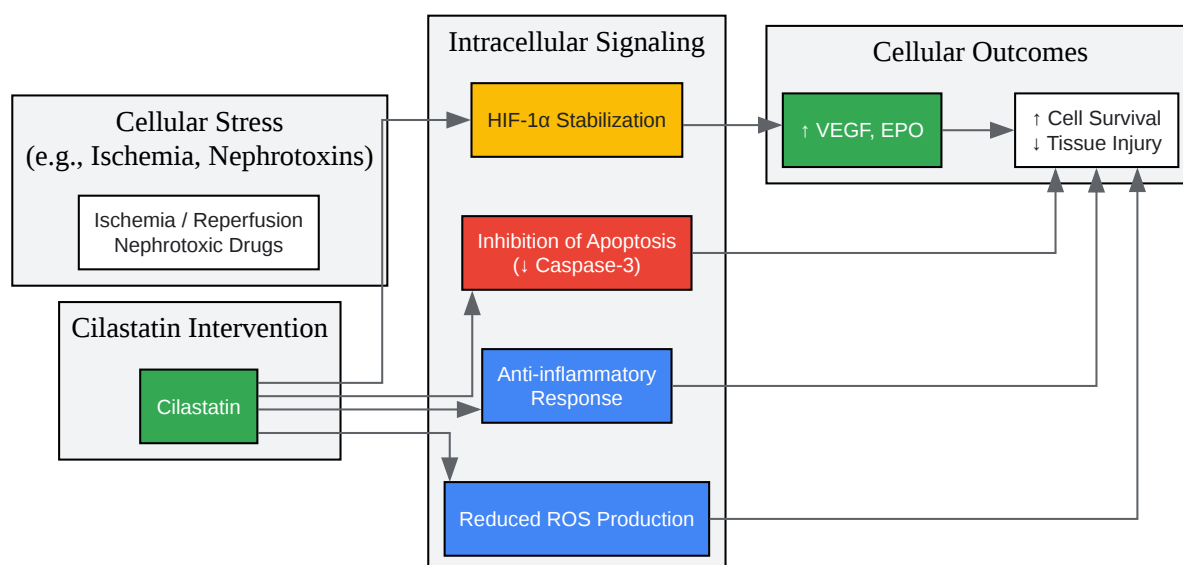 Cellular Stress
(e.g., Ischemia, Nephrotoxins)
Ischemia / Reperfusion
Nephrotoxic Drugs
Cilastatin Intervention
Cilastatin
Intracellular Signaling
HIF-1α Stabilization
Inhibition of Apoptosis
(↓ Caspase-3)
Anti-inflammatory
Response
Reduced ROS Production
Cellular Outcomes
↑ VEGF, EPO
↑ Cell Survival
↓ Tissue Injury